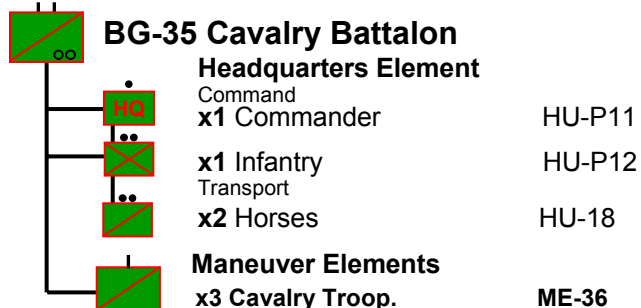 BG-35 Cavalry Battalon
Headquarters Element
Command
HQ
x1 Commander HU-P11
x1 Infantry HU-P12
Transport
x2 Horses HU-18
Maneuver Elements
x3 Cavalry Troop. ME-36